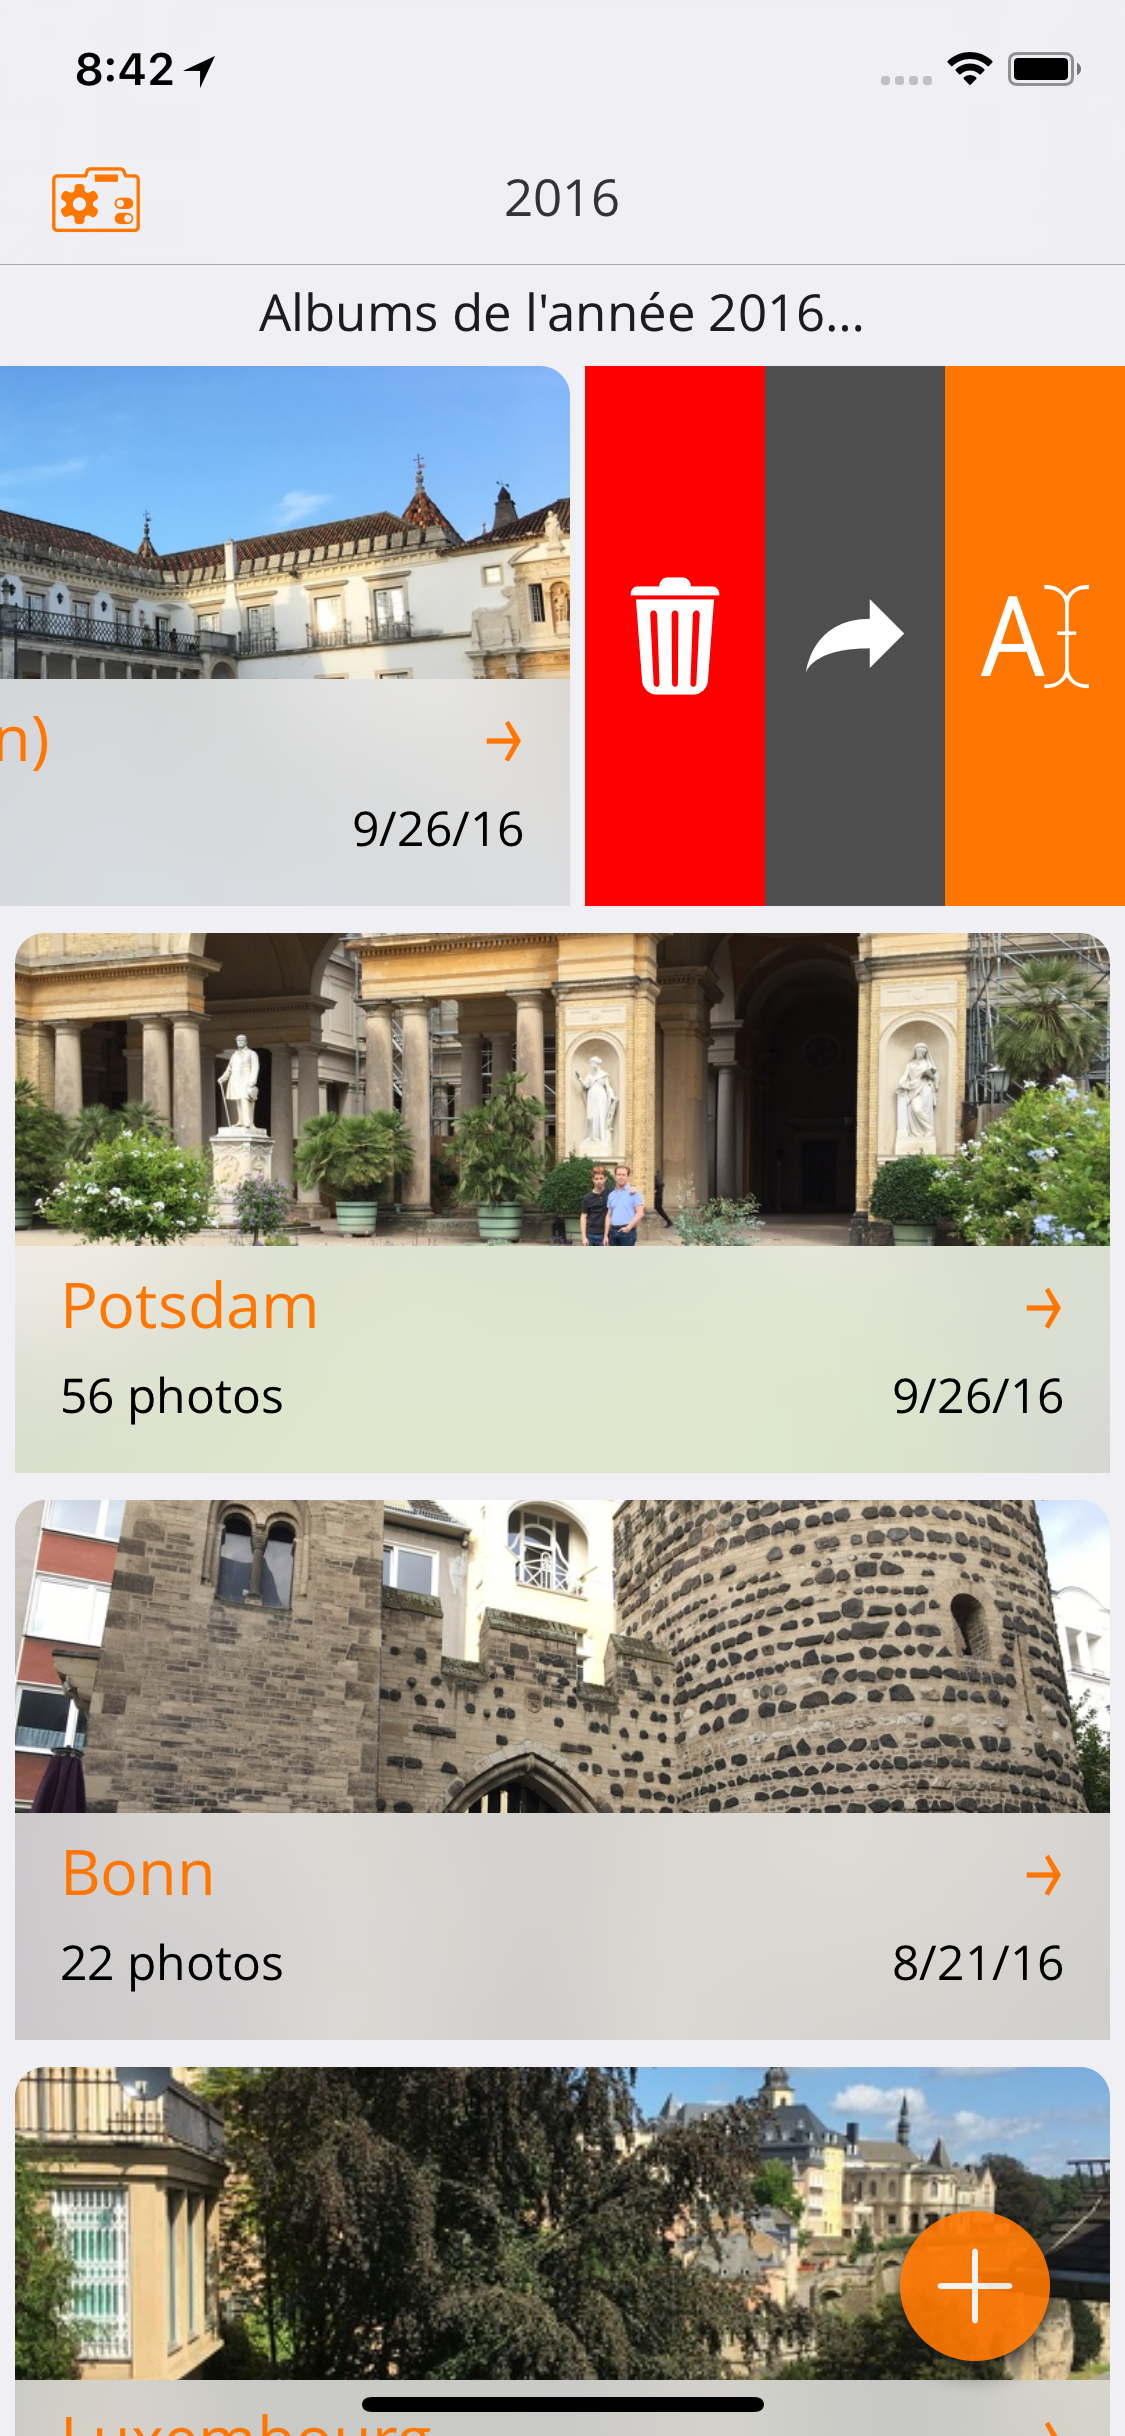 8:42
2016
Albums de l'année 2016...
n)
9/26/16
A
Potsdam
56 photos
9/26/16
Bonn
22 photos
8/21/16
Luxembourg